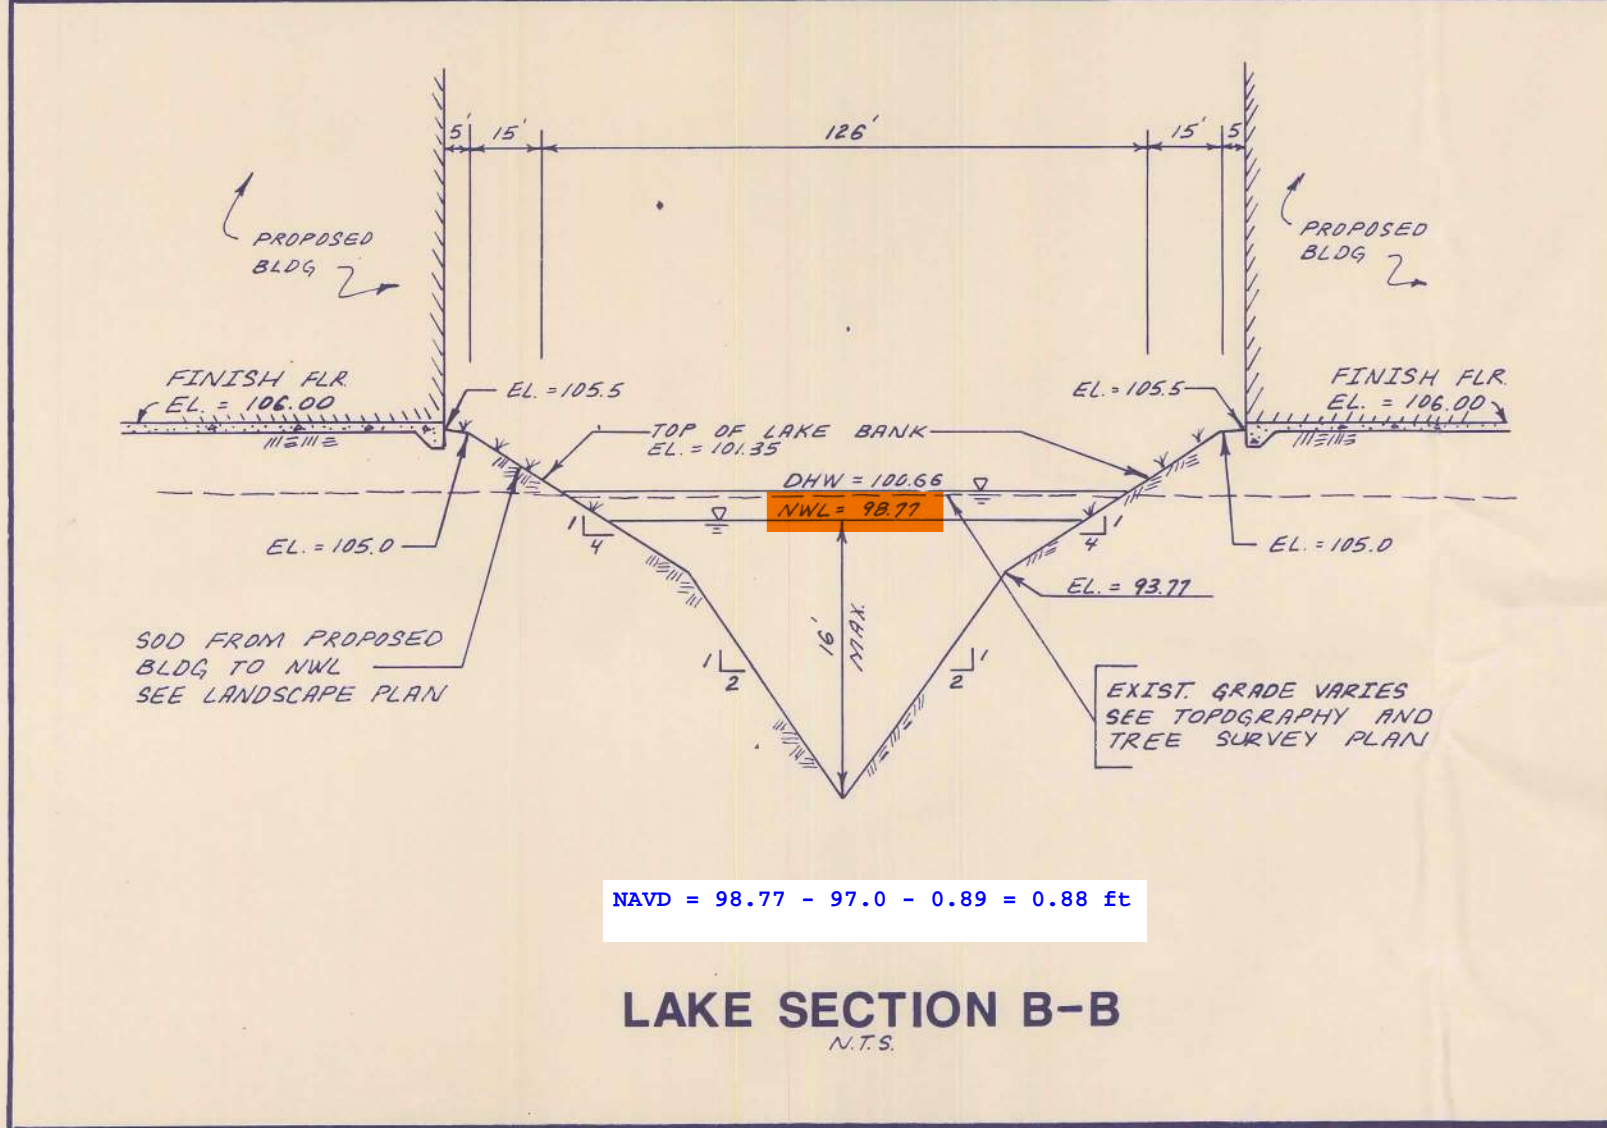 5' 15' 126' 15' 5
PROPOSED
BLDG
PROPOSED
BLDG
FINISH FLR.
EL. = 106.00
EL. = 105.5
EL. = 105.5
FINISH FLR.
EL. = 106.00
TOP OF LAKE BANK
EL. = 101.35
DHW = 100.66
NWL = 98.77
1
4
1
4
EL. = 105.0
EL. = 105.0
EL. = 93.77
16' MAX.
SOD FROM PROPOSED
BLDG TO NWL
SEE LANDSCAPE PLAN
1
2
1
2
EXIST. GRADE VARIES
SEE TOPOGRAPHY AND
TREE SURVEY PLAN
NAVD = 98.77 - 97.0 - 0.89 = 0.88 ft
LAKE SECTION B-B
N.T.S.